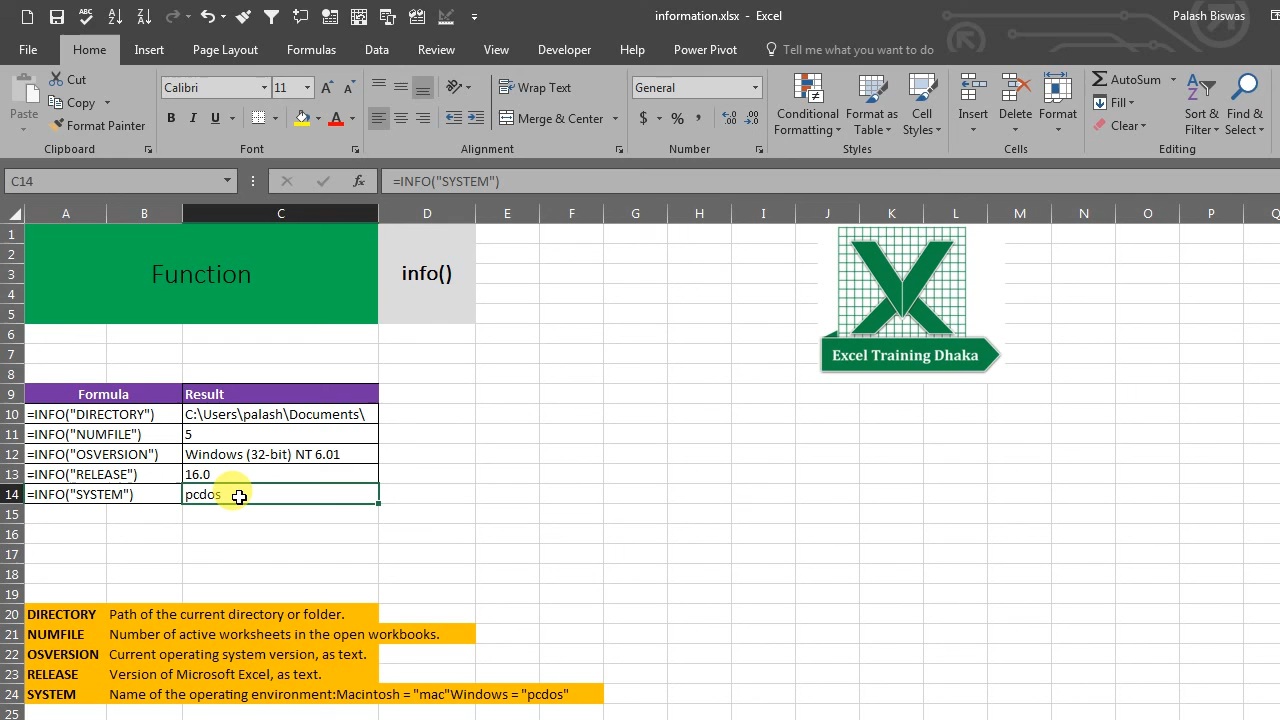 information.xlsx - Excel
Palash Biswas
File Home Insert Page Layout Formulas Data Review View Developer Help Power Pivot Tell me what you want to do
Paste
Cut
Copy
Format Painter
Clipboard
Calibri 11
B I U
Font
Wrap Text
Merge & Center
Alignment
General
$ % ,
Number
Conditional Formatting
Format as Table
Cell Styles
Styles
Insert Delete Format
Cells
AutoSum
Fill
Clear
Sort & Filter
Find & Select
Editing
C14 fx =INFO("SYSTEM")
A B C D E F G H I J K L M N O P Q
1
2
3 Function info()
4
5
6
7
8
Excel Training Dhaka
9 Formula Result
10 =INFO("DIRECTORY") C:\Users\palash\Documents\
11 =INFO("NUMFILE") 5
12 =INFO("OSVERSION") Windows (32-bit) NT 6.01
13 =INFO("RELEASE") 16.0
14 =INFO("SYSTEM") pcdos
15
16
17
18
19
20 DIRECTORY Path of the current directory or folder.
21 NUMFILE Number of active worksheets in the open workbooks.
22 OSVERSION Current operating system version, as text.
23 RELEASE Version of Microsoft Excel, as text.
24 SYSTEM Name of the operating environment:Macintosh = "mac"Windows = "pcdos"
25